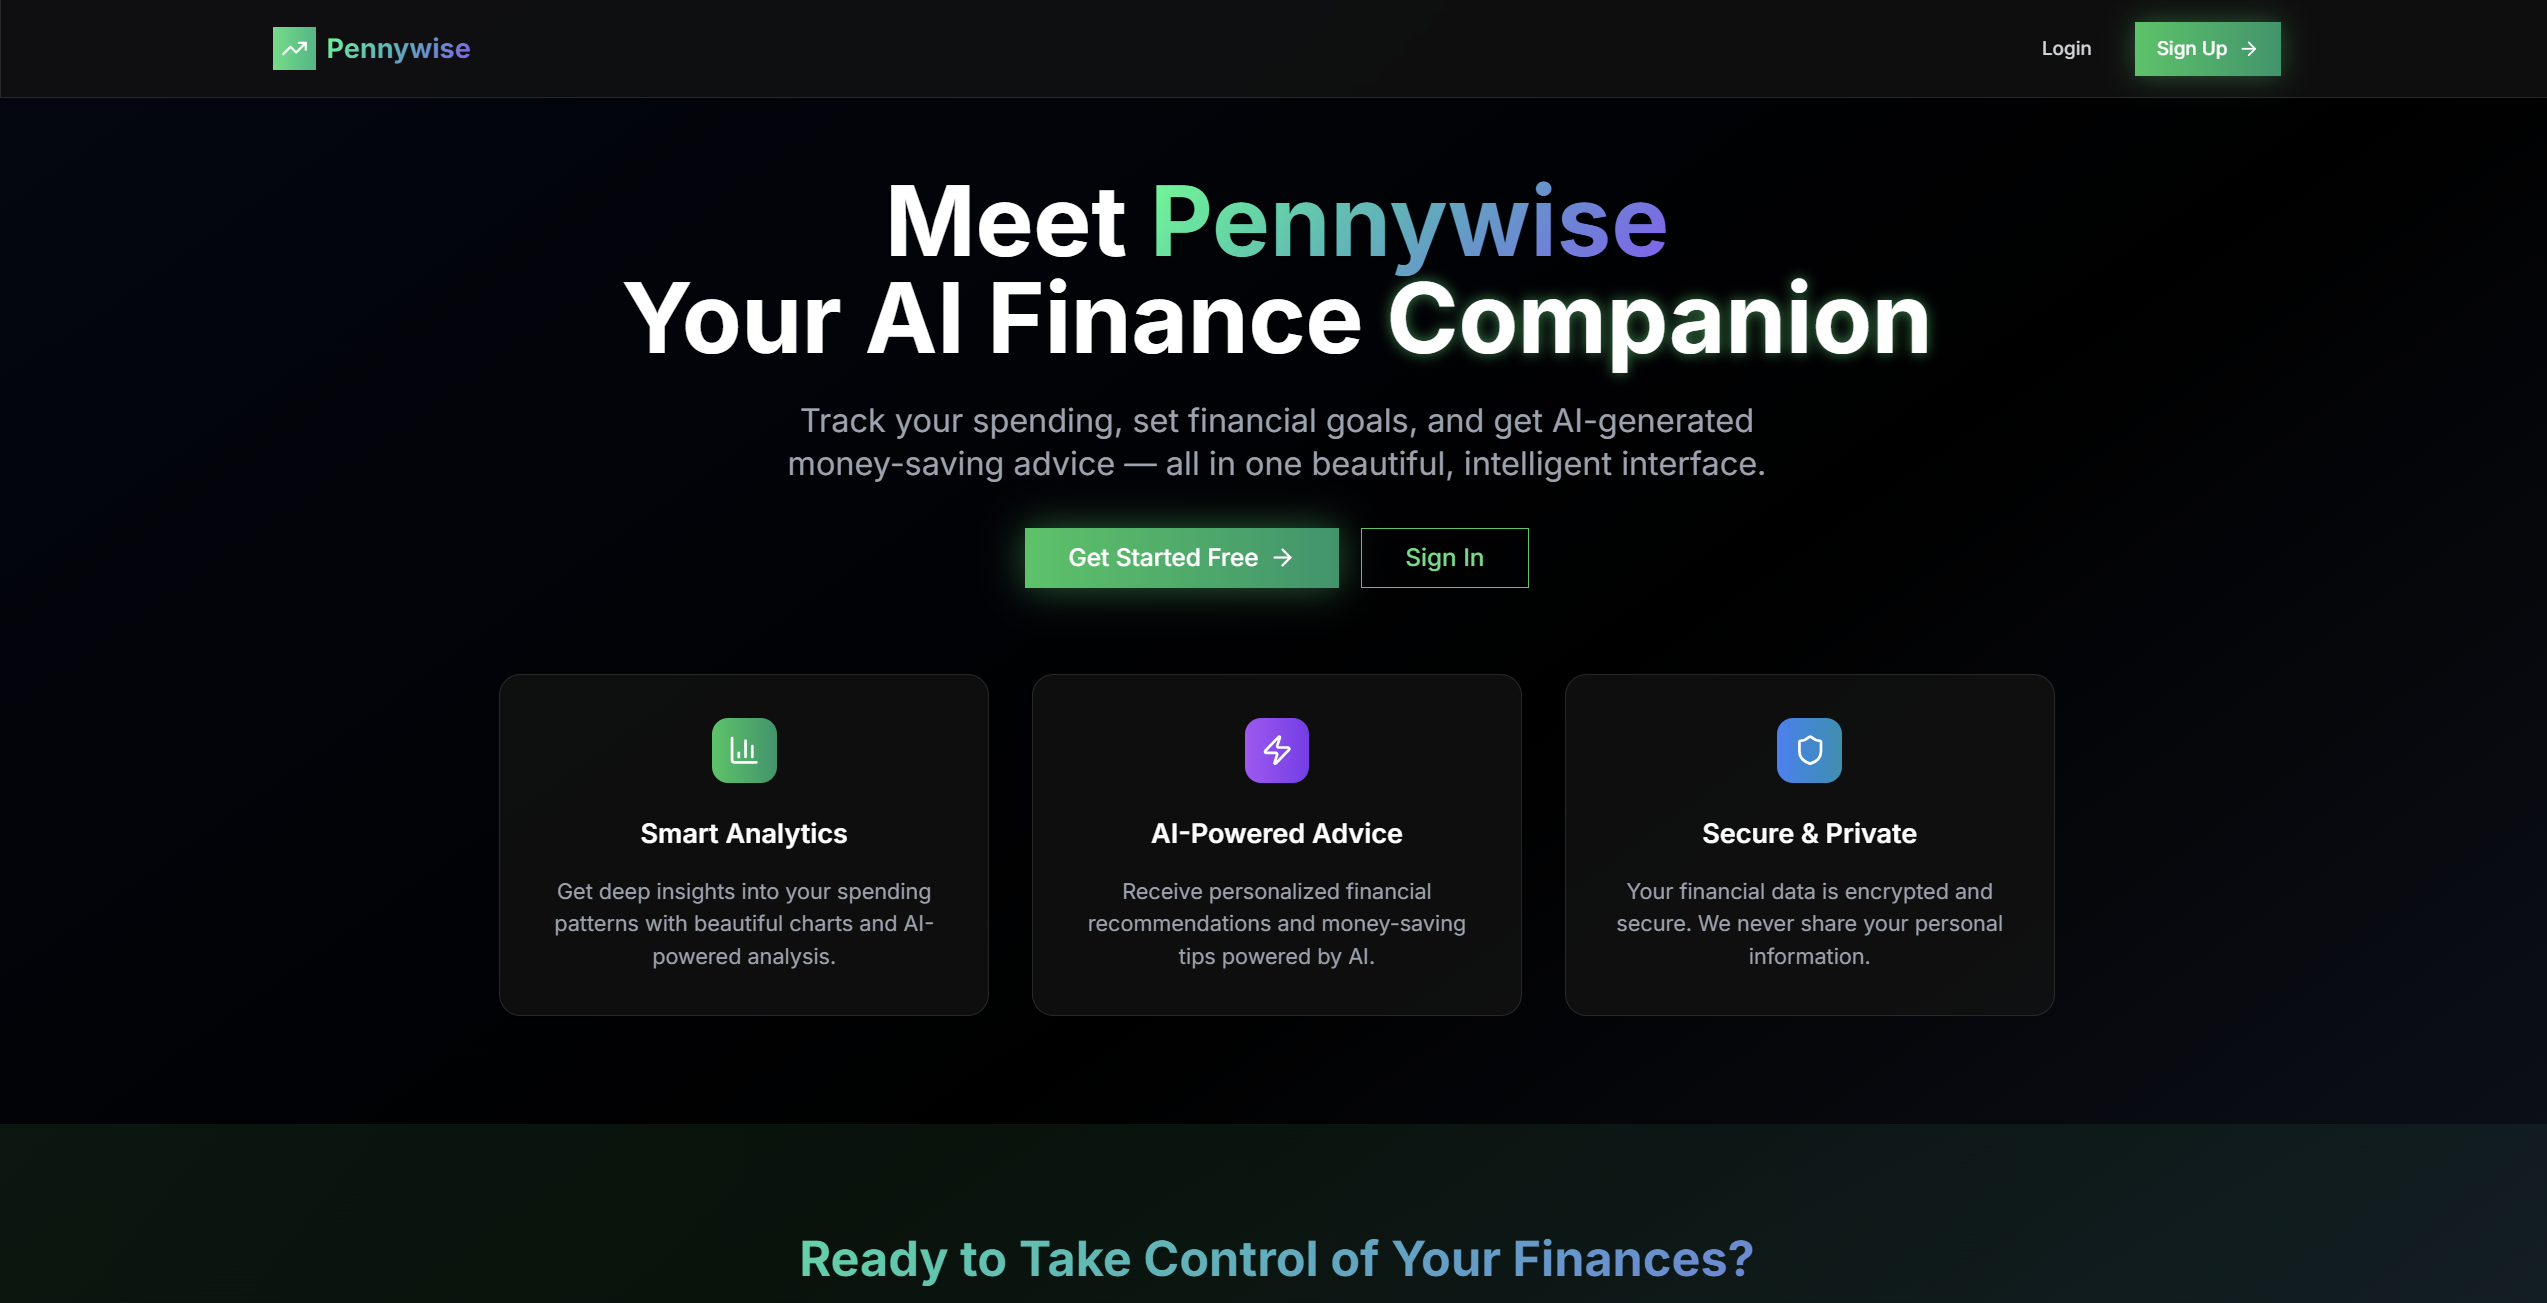 Pennywise
Login
Sign Up
Meet Pennywise
Your AI Finance Companion
Track your spending, set financial goals, and get AI-generated
money-saving advice — all in one beautiful, intelligent interface.
Get Started Free
Sign In
Smart Analytics
Get deep insights into your spending
patterns with beautiful charts and AI-
powered analysis.
AI-Powered Advice
Receive personalized financial
recommendations and money-saving
tips powered by AI.
Secure & Private
Your financial data is encrypted and
secure. We never share your personal
information.
Ready to Take Control of Your Finances?